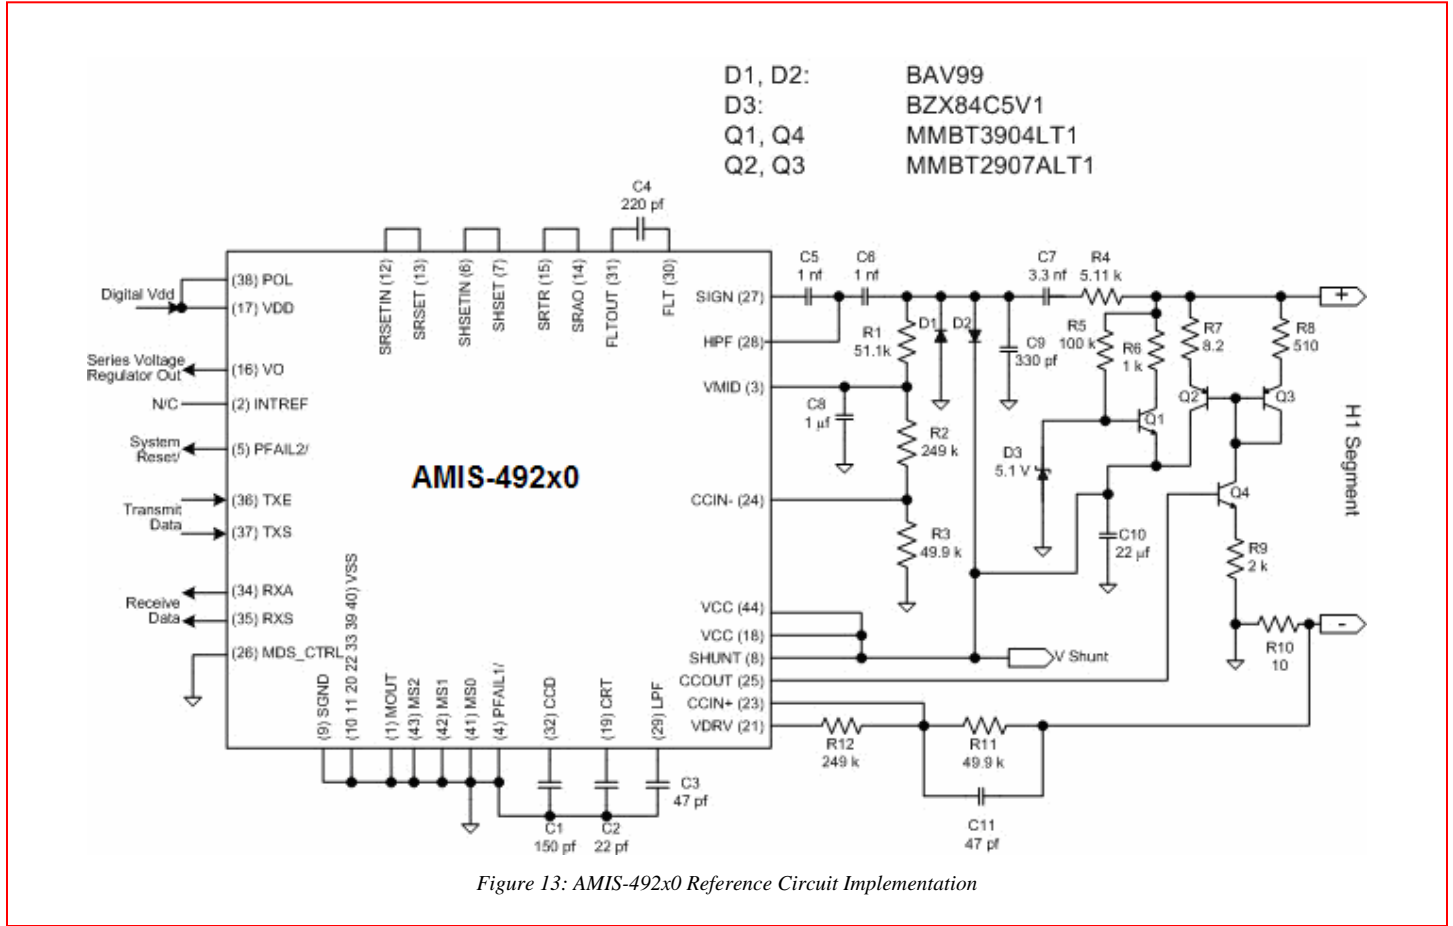 D1, D2: BAV99
D3: BZX84C5V1
Q1, Q4 MMBT3904LT1
Q2, Q3 MMBT2907ALT1
C4
220 pf
SRSETIN (12)
SRSET (13)
SHSETIN (6)
SHSET (7)
SRTR (15)
SRAO (14)
FLTOUT (31)
FLT (30)
Digital Vdd
(38) POL
(17) VDD
Series Voltage
Regulator Out
(16) VO
N/C
(2) INTREF
System
Reset/
(5) PFAIL2/
(36) TXE
Transmit
Data
(37) TXS
(34) RXA
Receive
Data
(35) RXS
(26) MDS_CTRL
AMIS-492x0
(9) SGND
(10 11 20 22 33 39 40) VSS
(1) MOUT
(43) MS2
(42) MS1
(41) MS0
(4) PFAIL1/
(32) CCD
(19) CRT
(29) LPF
C1
150 pf
C2
22 pf
C3
47 pf
SIGN (27)
HPF (28)
VMID (3)
CCIN- (24)
VCC (44)
VCC (18)
SHUNT (8)
CCOUT (25)
CCIN+ (23)
VDRV (21)
C5
1 nf
C6
1 nf
C7
3.3 nf
R4
5.11 k
R1
51.1k
D1
D2
C9
330 pf
R5
100 k
R6
1 k
R7
8.2
R8
510
C8
1 µf
R2
249 k
D3
5.1 V
Q1
Q2
Q3
Q4
R3
49.9 k
C10
22 µf
R9
2 k
R10
10
+
-
H1 Segment
V Shunt
R12
249 k
R11
49.9 k
C11
47 pf
Figure 13: AMIS-492x0 Reference Circuit Implementation